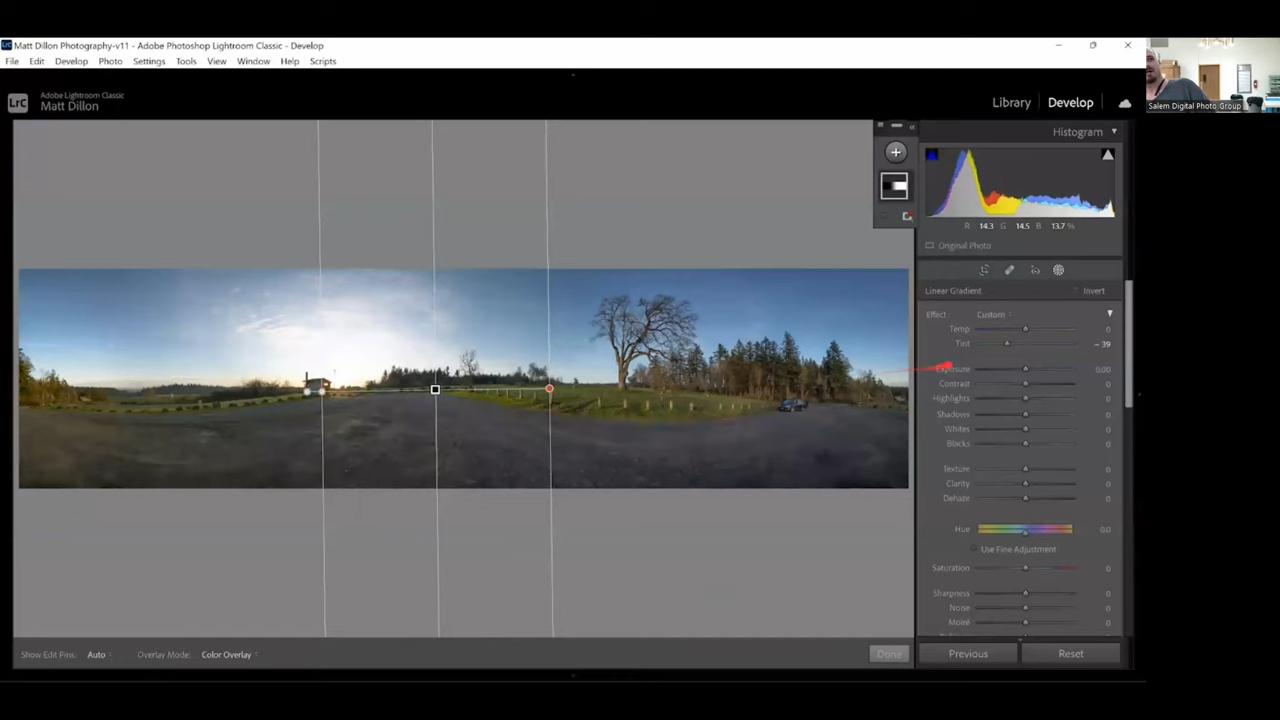 Matt Dillon Photography-v11 - Adobe Photoshop Lightroom Classic - Develop
File Edit Develop Photo Settings Tools View Window Help Scripts
LrC
Adobe Lightroom Classic
Matt Dillon
Library Develop
Salem Digital Photo Group
Histogram
R 14.3 G 14.5 B 13.7 %
Original Photo
Linear Gradient Invert
Effect: Custom
Temp 0
Tint – 39
Exposure 0.00
Contrast 0
Highlights 0
Shadows 0
Whites 0
Blacks 0
Texture 0
Clarity 0
Dehaze 0
Hue 0.0
Use Fine Adjustment
Saturation 0
Sharpness 0
Noise 0
Moiré 0
Show Edit Pins: Auto Overlay Mode: Color Overlay Done
Previous Reset